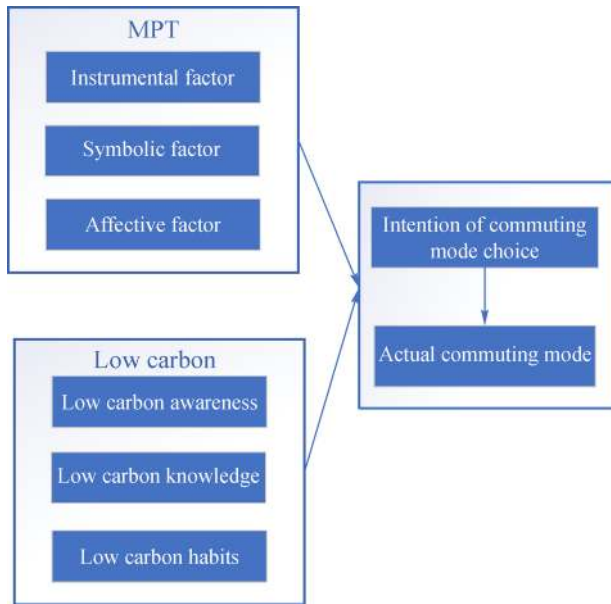 MPT
Instrumental factor
Symbolic factor
Affective factor
Low carbon
Low carbon awareness
Low carbon knowledge
Low carbon habits
Intention of commuting
mode choice
Actual commuting mode